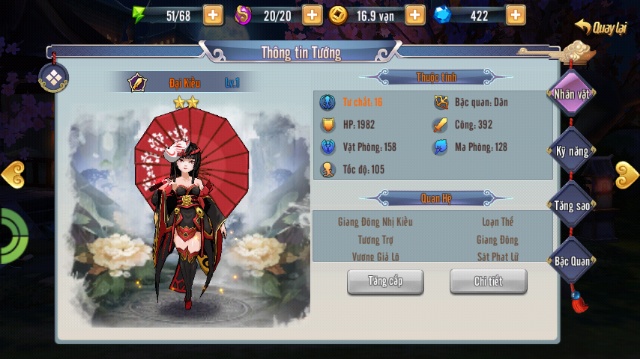 51/68 20/20 16.9 vạn 422
Quay lại
Thông tin Tướng
Đại Kiều Lv.1
Thuộc tính
Tư chất: 16 Bậc quan: Dân
HP: 1982 Công: 392
Vật Phòng: 158 Ma Phòng: 128
Tốc độ: 105
Quan Hệ
Giang Đông Nhị Kiều Loạn Thế
Tương Trợ Giang Đông
Vương Giả Lộ Sát Phạt Lữ
Tăng cấp Chi tiết
Nhân vật
Kỹ năng
Tăng sao
Bậc Quan